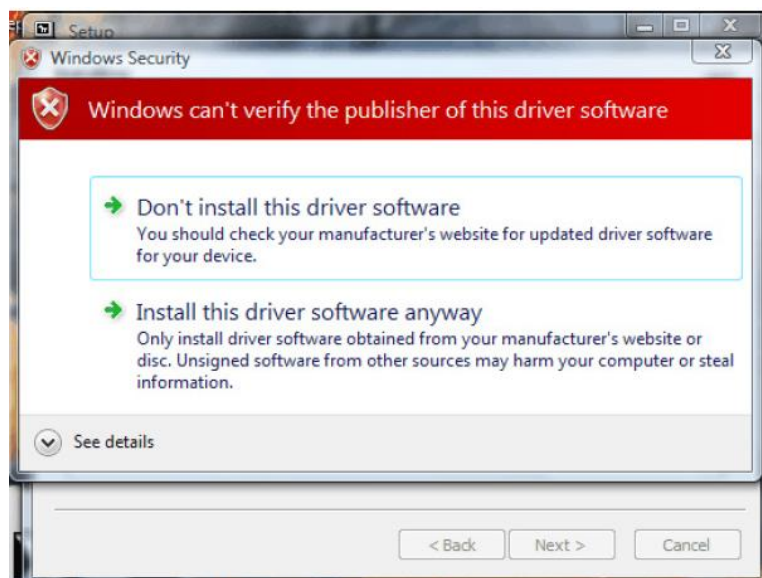 Setup
Windows Security
Windows can't verify the publisher of this driver software
Don't install this driver software
You should check your manufacturer's website for updated driver software
for your device.
Install this driver software anyway
Only install driver software obtained from your manufacturer's website or
disc. Unsigned software from other sources may harm your computer or steal
information.
See details
< Back
Next >
Cancel